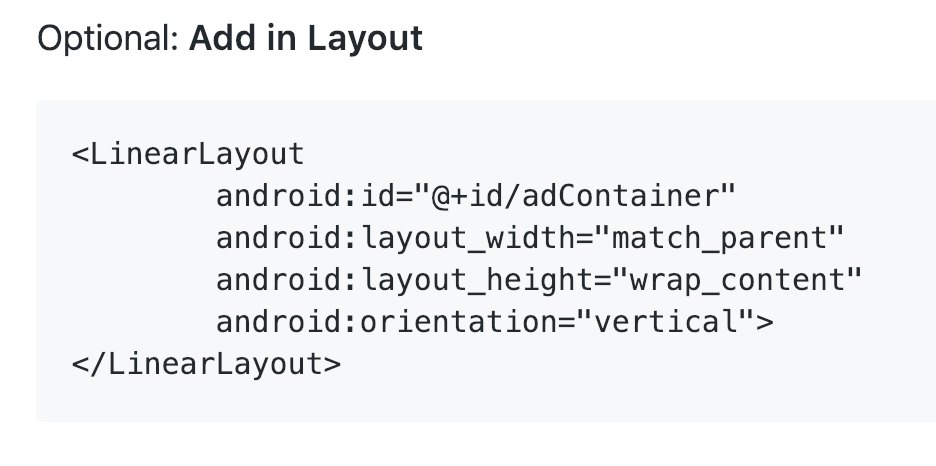 Optional: Add in Layout
<LinearLayout
        android:id="@+id/adContainer"
        android:layout_width="match_parent"
        android:layout_height="wrap_content"
        android:orientation="vertical">
</LinearLayout>